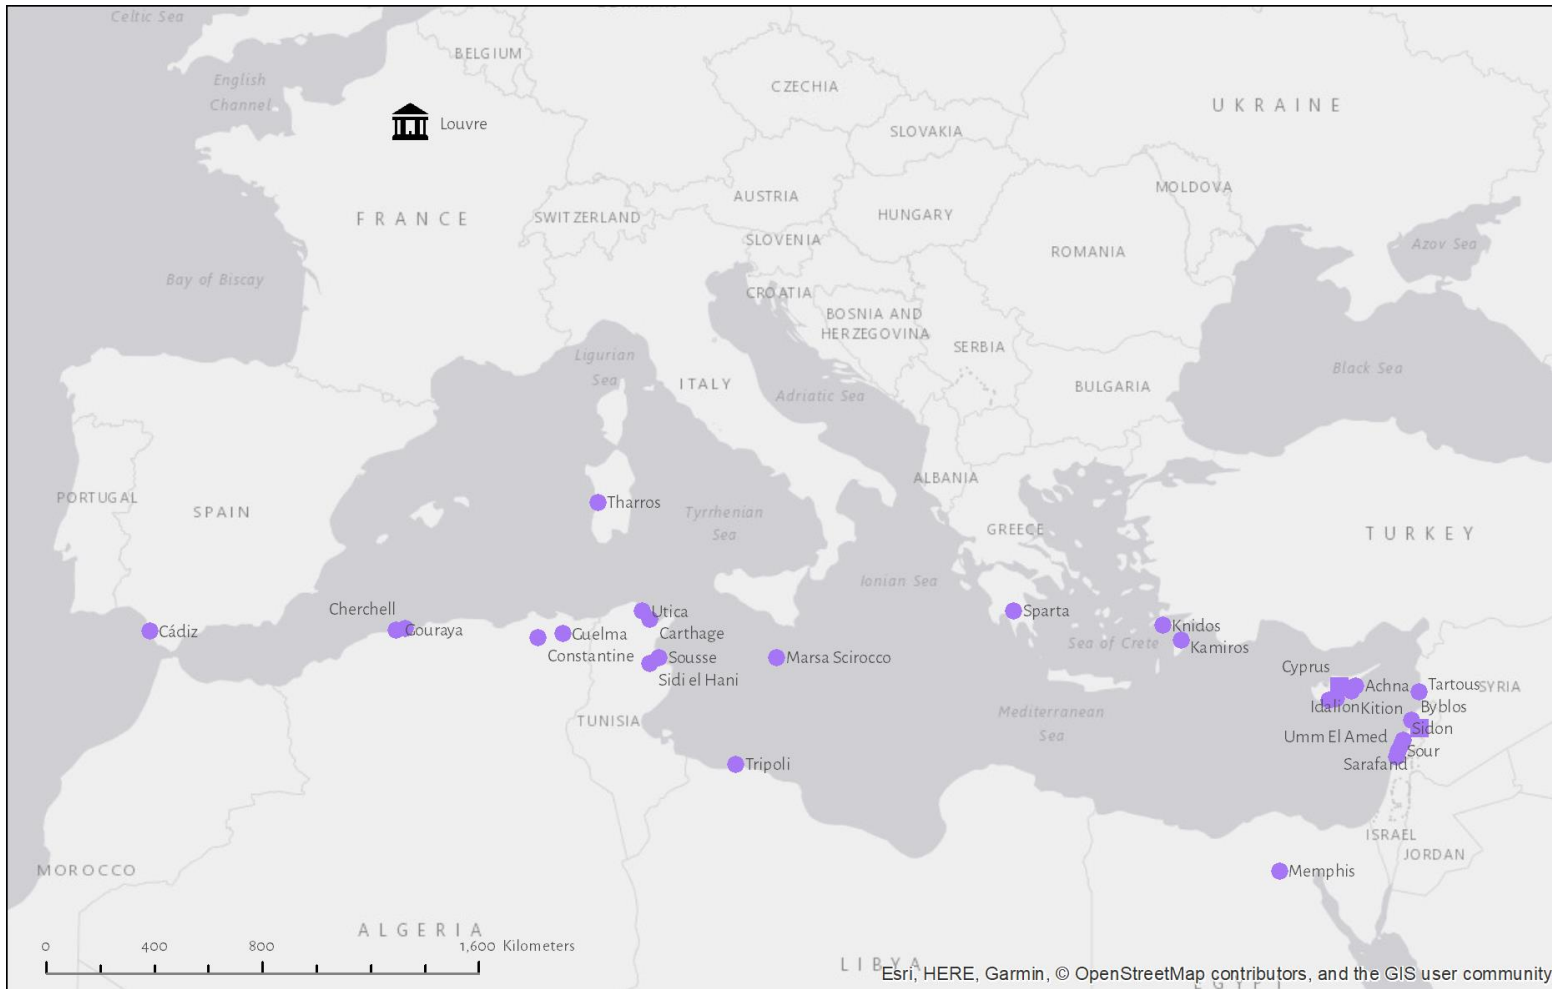 Celtic Sea
BELGIUM
English
Channel
CZECHIA
UKRAINE
Louvre
SLOVAKIA
MOLDOVA
AUSTRIA
FRANCE
SWITZERLAND
HUNGARY
SLOVENIA
ROMANIA
Azov Sea
Bay of Biscay
CROATIA
BOSNIA AND
HERZEGOVINA
SERBIA
Ligurian
Sea
ITALY
Adriatic Sea
BULGARIA
Black Sea
ALBANIA
PORTUGAL
SPAIN
Tharros
Tyrrhenian
Sea
GREECE
TURKEY
Ionian Sea
Cherchell
Gouraya
Cádiz
Utica
Carthage
Guelma
Constantine
Sousse
Sidi el Hani
Marsa Scirocco
Sparta
Knidos
Kamiros
Sea of Crete
Cyprus
Achna
Tartous
SYRIA
Idalion
Kition
Byblos
Mediterranean
Sea
TUNISIA
Sidon
Umm El Amed
Sour
Sarafand
Tripoli
ISRAEL
JORDAN
MOROCCO
Memphis
ALGERIA
0 400 800 1,600 Kilometers
LIBYA
EGYPT
Esri, HERE, Garmin, © OpenStreetMap contributors, and the GIS user community